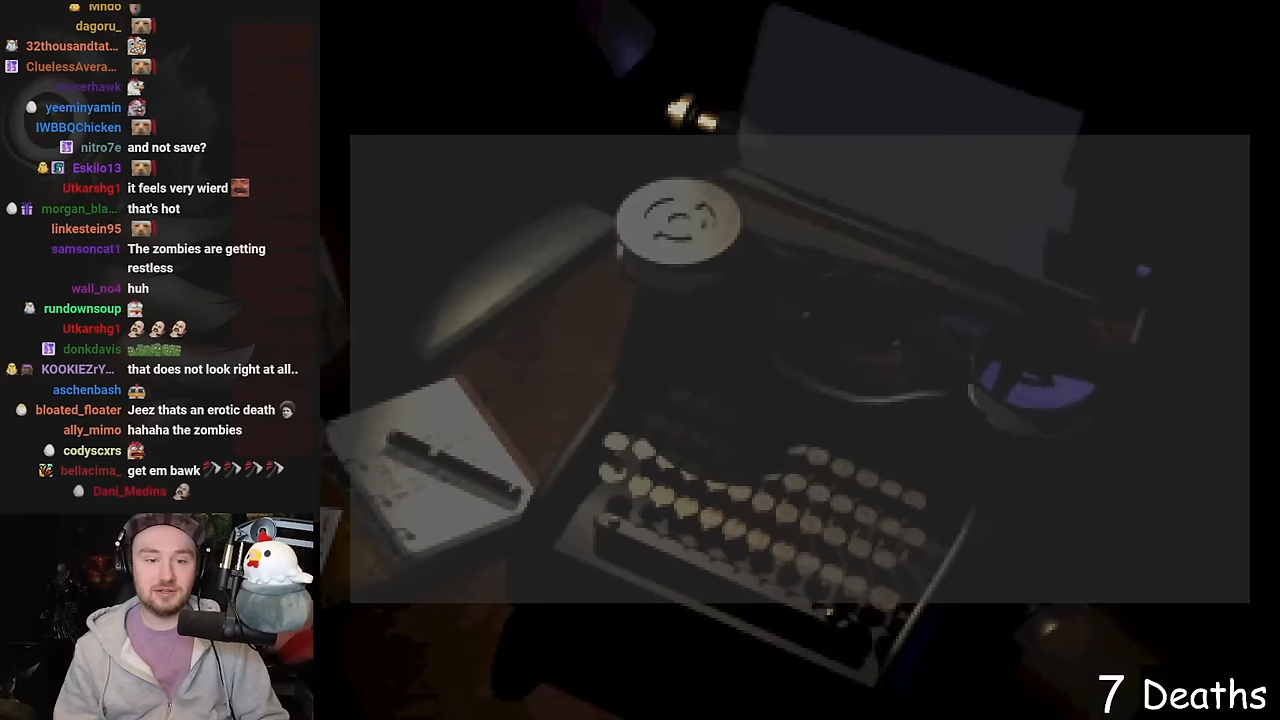 Mndo
dagoru_
32thousandtat...
CluelessAvera...
yeeminyamin
IWBBQChicken
nitro7e and not save?
Eskilo13
Utkarshg1 it feels very wierd
morgan_bla... that's hot
linkestein95
samsoncat1 The zombies are getting
restless
wall_no4 huh
rundownsoup
Utkarshg1
donkdavis
KOOKIEZrY... that does not look right at all..
aschenbash
bloated_floater Jeez thats an erotic death
ally_mimo hahaha the zombies
codyscxrs
bellacima_ get em bawk
Dani_Medina
7 Deaths